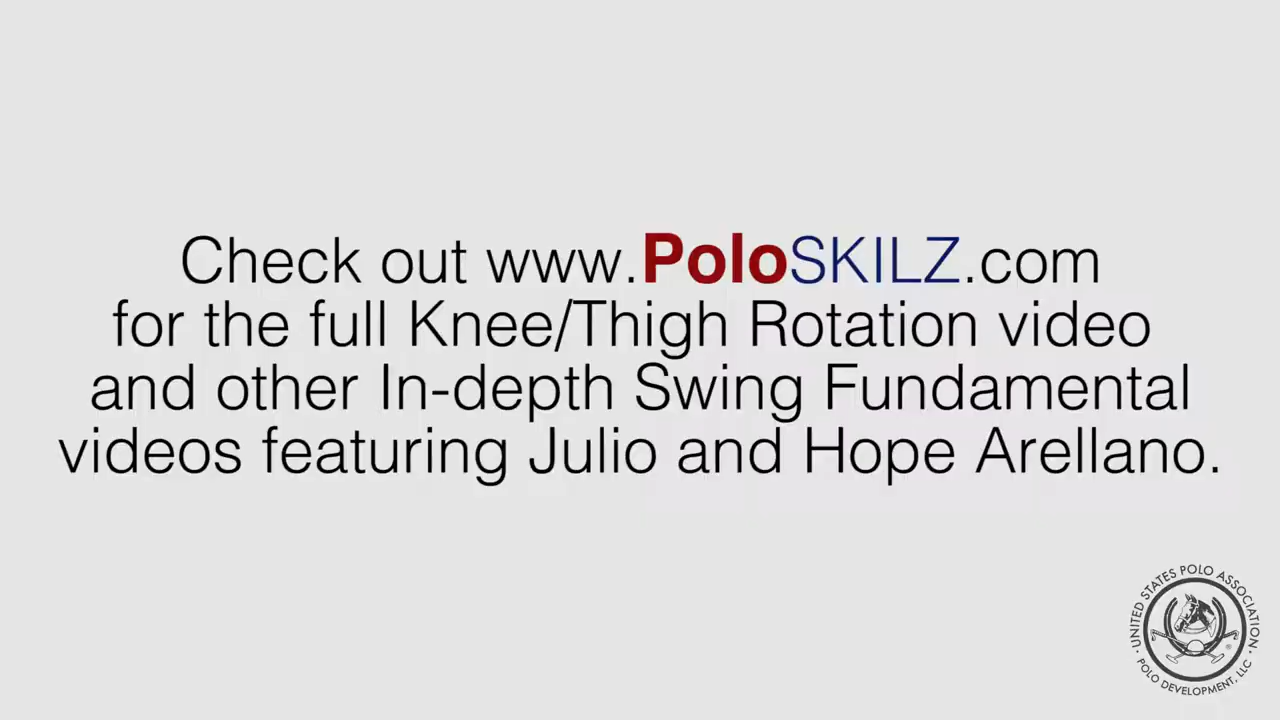 Check out www.PoloSKILZ.com
for the full Knee/Thigh Rotation video
and other In-depth Swing Fundamental
videos featuring Julio and Hope Arellano.
UNITED STATES POLO ASSOCIATION
POLO DEVELOPMENT, LLC
®